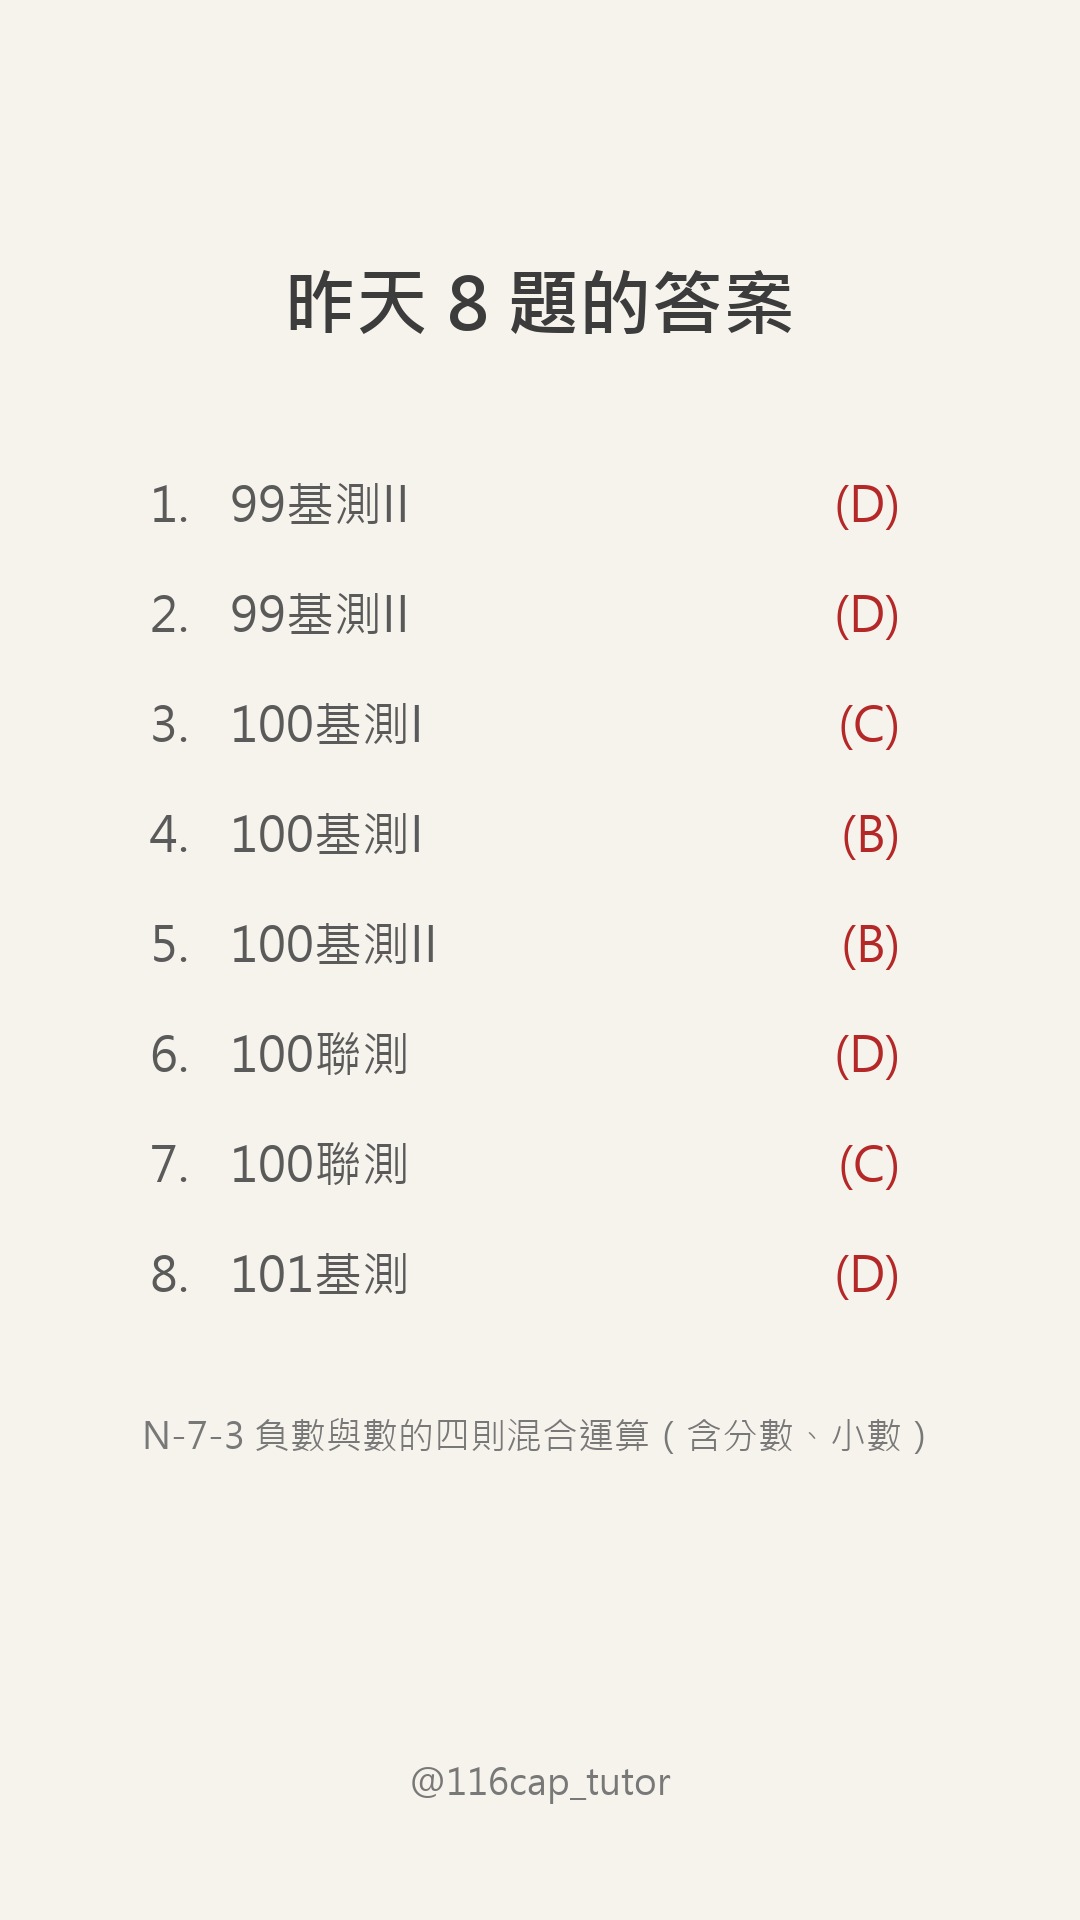 昨天 8 題的答案
1. 99基測II (D)
2. 99基測II (D)
3. 100基測I (C)
4. 100基測I (B)
5. 100基測II (B)
6. 100聯測 (D)
7. 100聯測 (C)
8. 101基測 (D)
N-7-3 負數與數的四則混合運算（含分數、小數）
@116cap_tutor